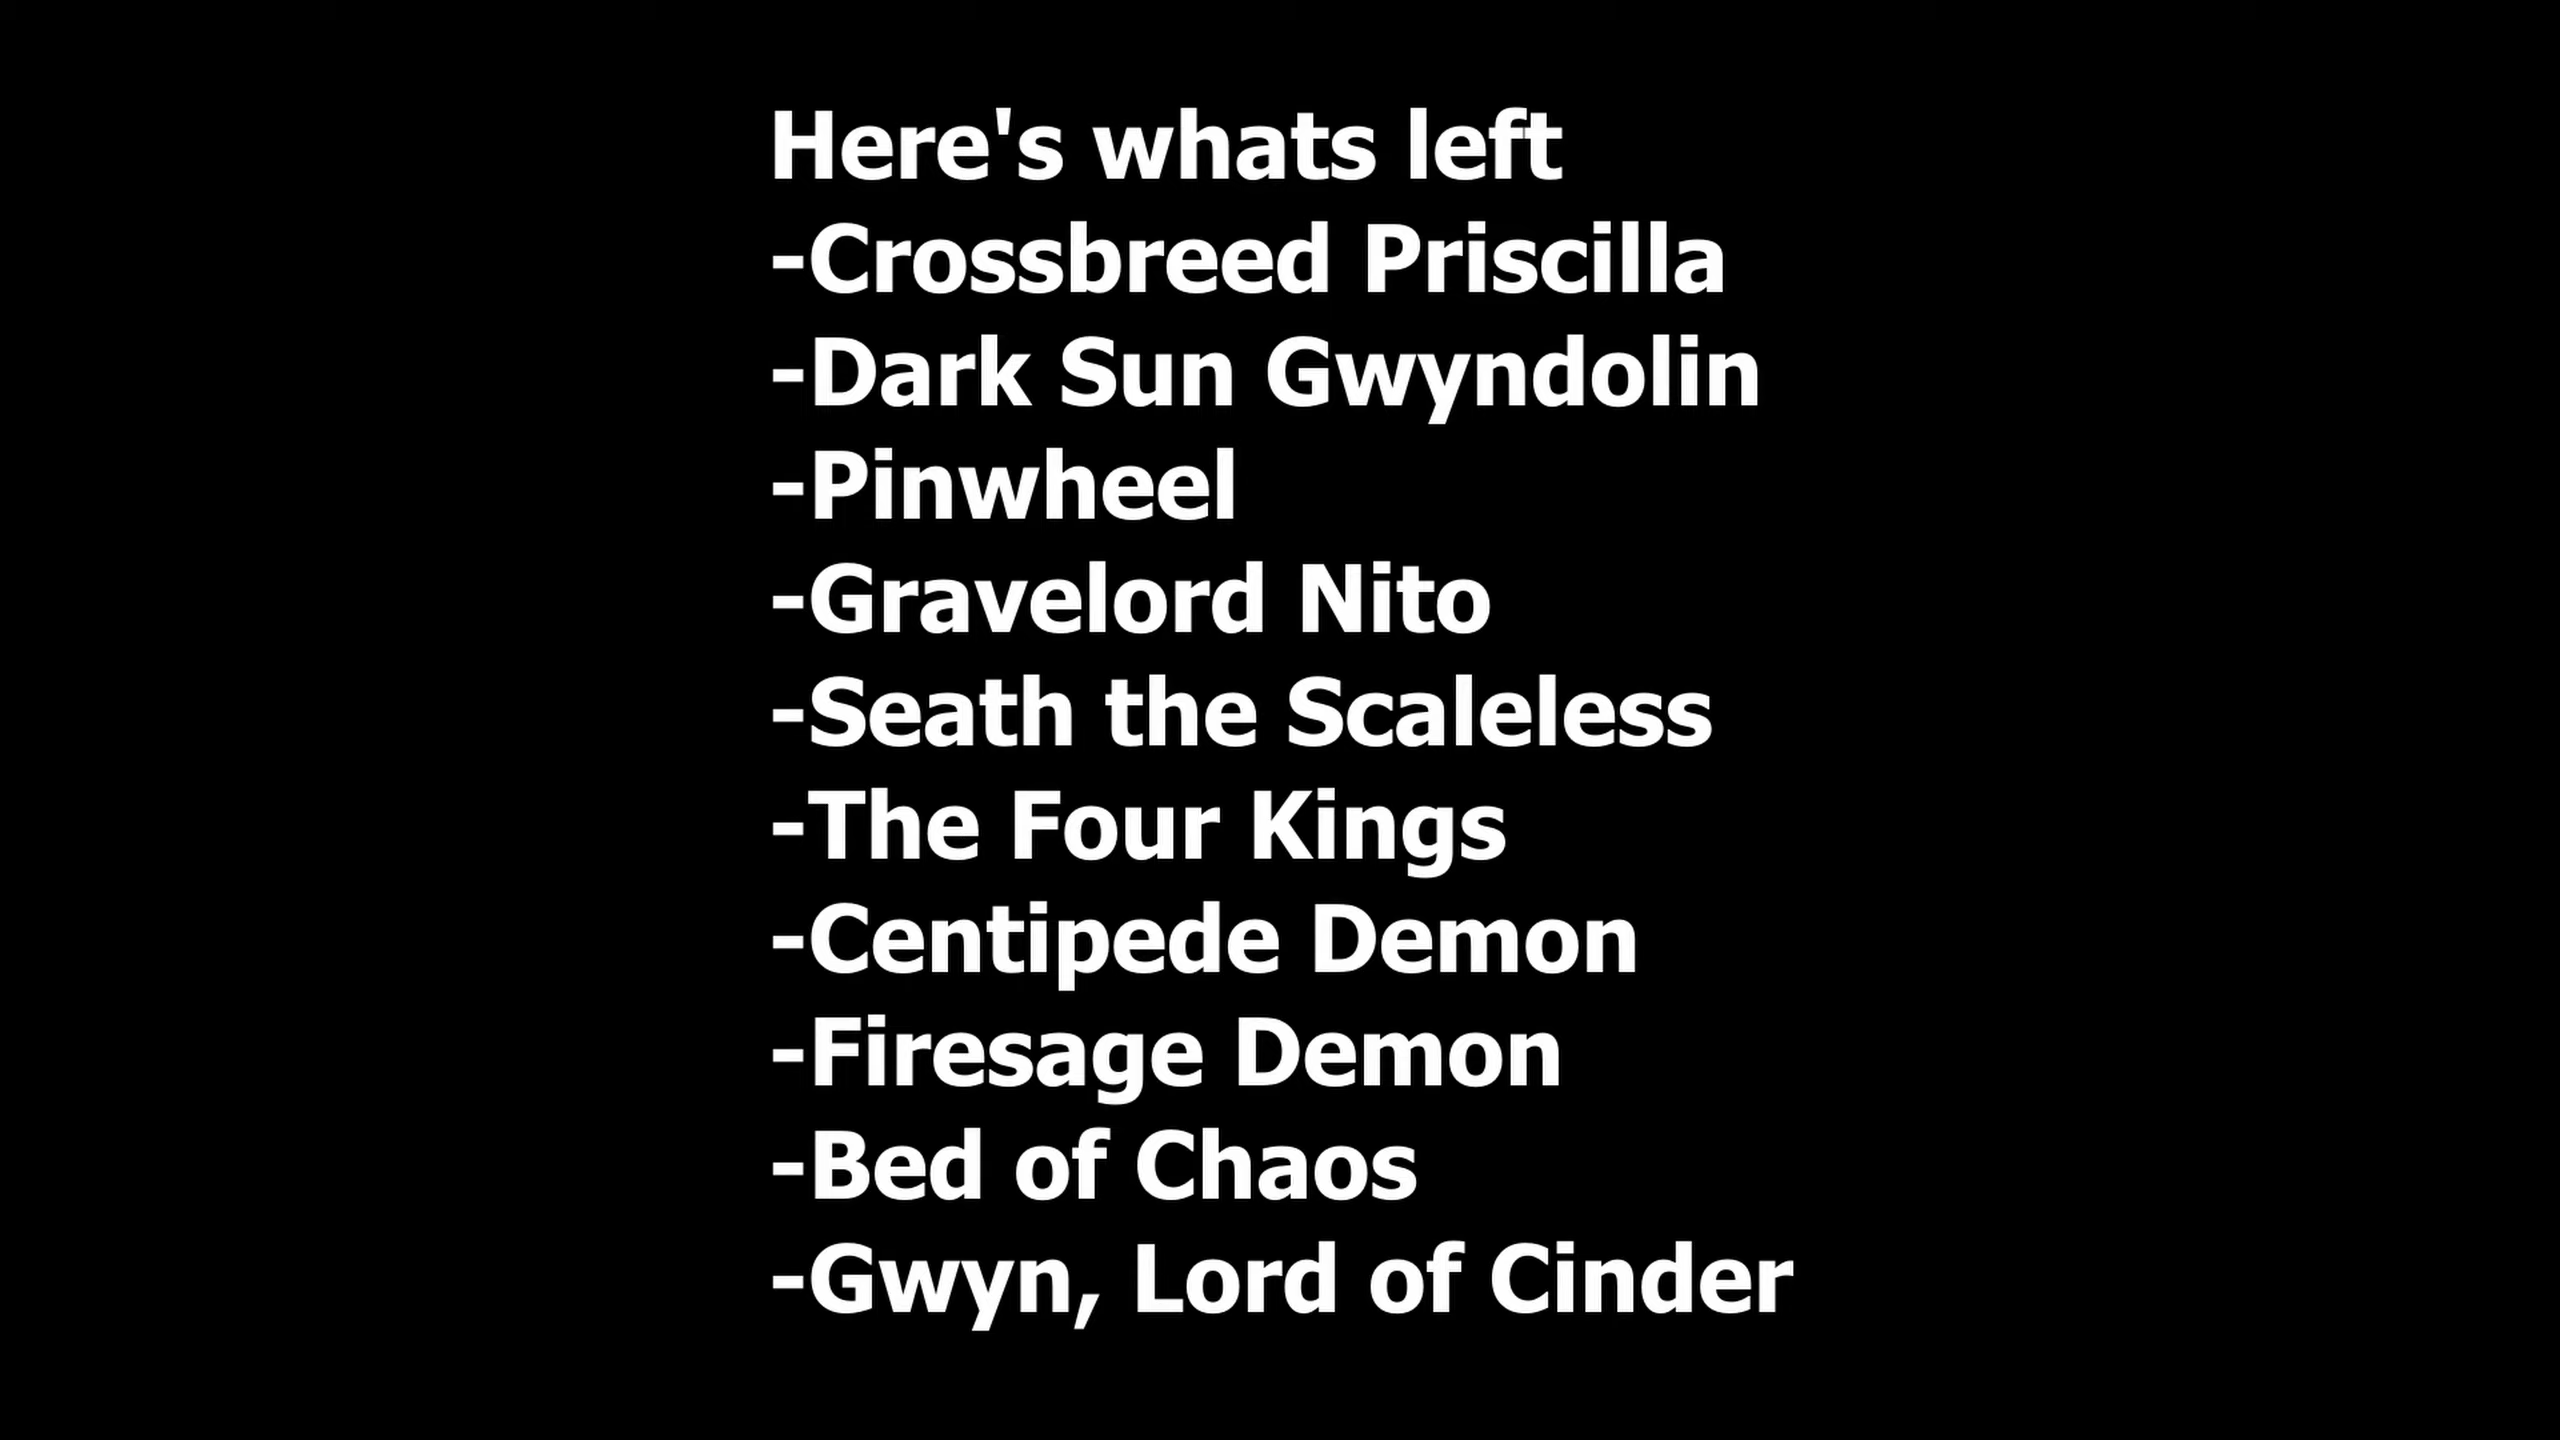 Here's whats left
-Crossbreed Priscilla
-Dark Sun Gwyndolin
-Pinwheel
-Gravelord Nito
-Seath the Scaleless
-The Four Kings
-Centipede Demon
-Firesage Demon
-Bed of Chaos
-Gwyn, Lord of Cinder